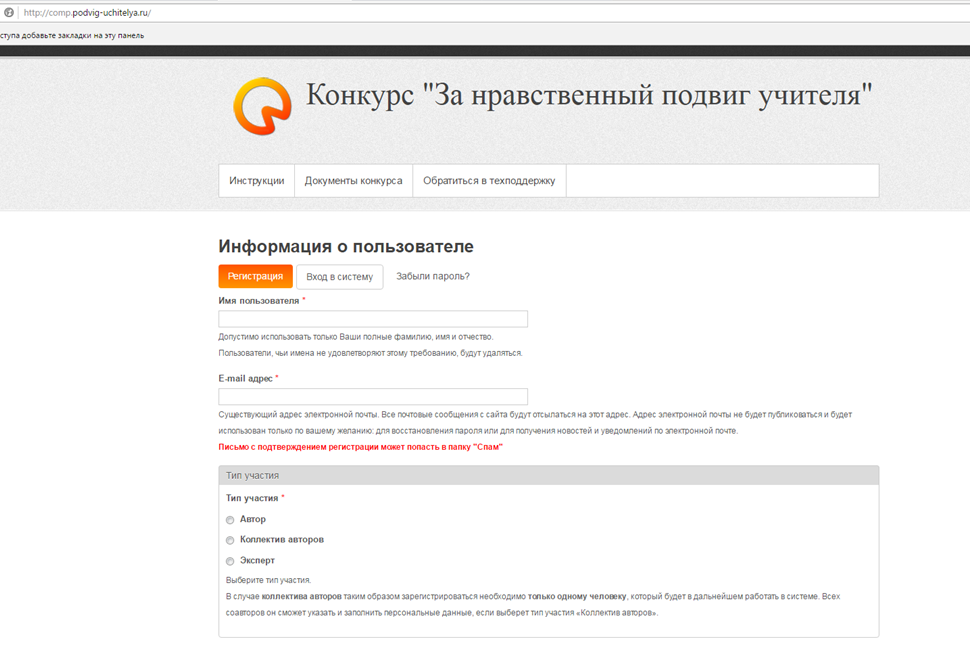 http://comp.podvig-uchitelya.ru/
ступа добавьте закладки на эту панель
Конкурс "За нравственный подвиг учителя"
Инструкции Документы конкурса Обратиться в техподдержку
Информация о пользователе
Регистрация Вход в систему Забыли пароль?
Имя пользователя *
Допустимо использовать только Ваши полные фамилию, имя и отчество.
Пользователи, чьи имена не удовлетворяют этому требованию, будут удаляться.
E-mail адрес *
Существующий адрес электронной почты. Все почтовые сообщения с сайта будут отсылаться на этот адрес. Адрес электронной почты не будет публиковаться и будет
использован только по вашему желанию: для восстановления пароля или для получения новостей и уведомлений по электронной почте.
Письмо с подтверждением регистрации может попасть в папку "Спам"
Тип участия
Тип участия *
Автор
Коллектив авторов
Эксперт
Выберите тип участия.
В случае коллектива авторов таким образом зарегистрироваться необходимо только одному человеку, который будет в дальнейшем работать в системе. Всех
соавторов он сможет указать и заполнить персональные данные, если выберет тип участия «Коллектив авторов».